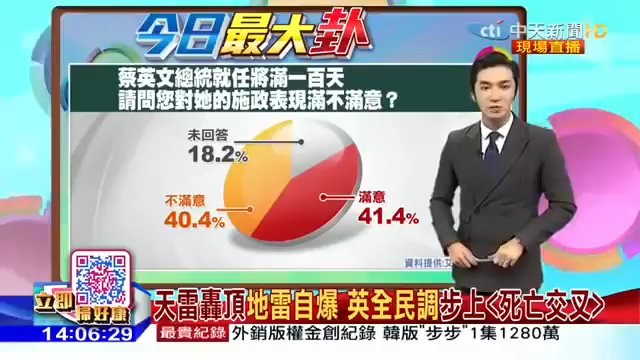 今日最大卦
cti 中天新聞HD
現場直播
蔡英文總統就任將滿一百天
請問您對她的施政表現滿不滿意？
未回答
18.2%
不滿意
40.4%
滿意
41.4%
資料提供:艾
立即
掃好康
天雷轟頂地雷自爆 英全民調步上<死亡交叉>
14:06:29
最貴紀錄 外銷版權金創紀錄 韓版"步步"1集1280萬